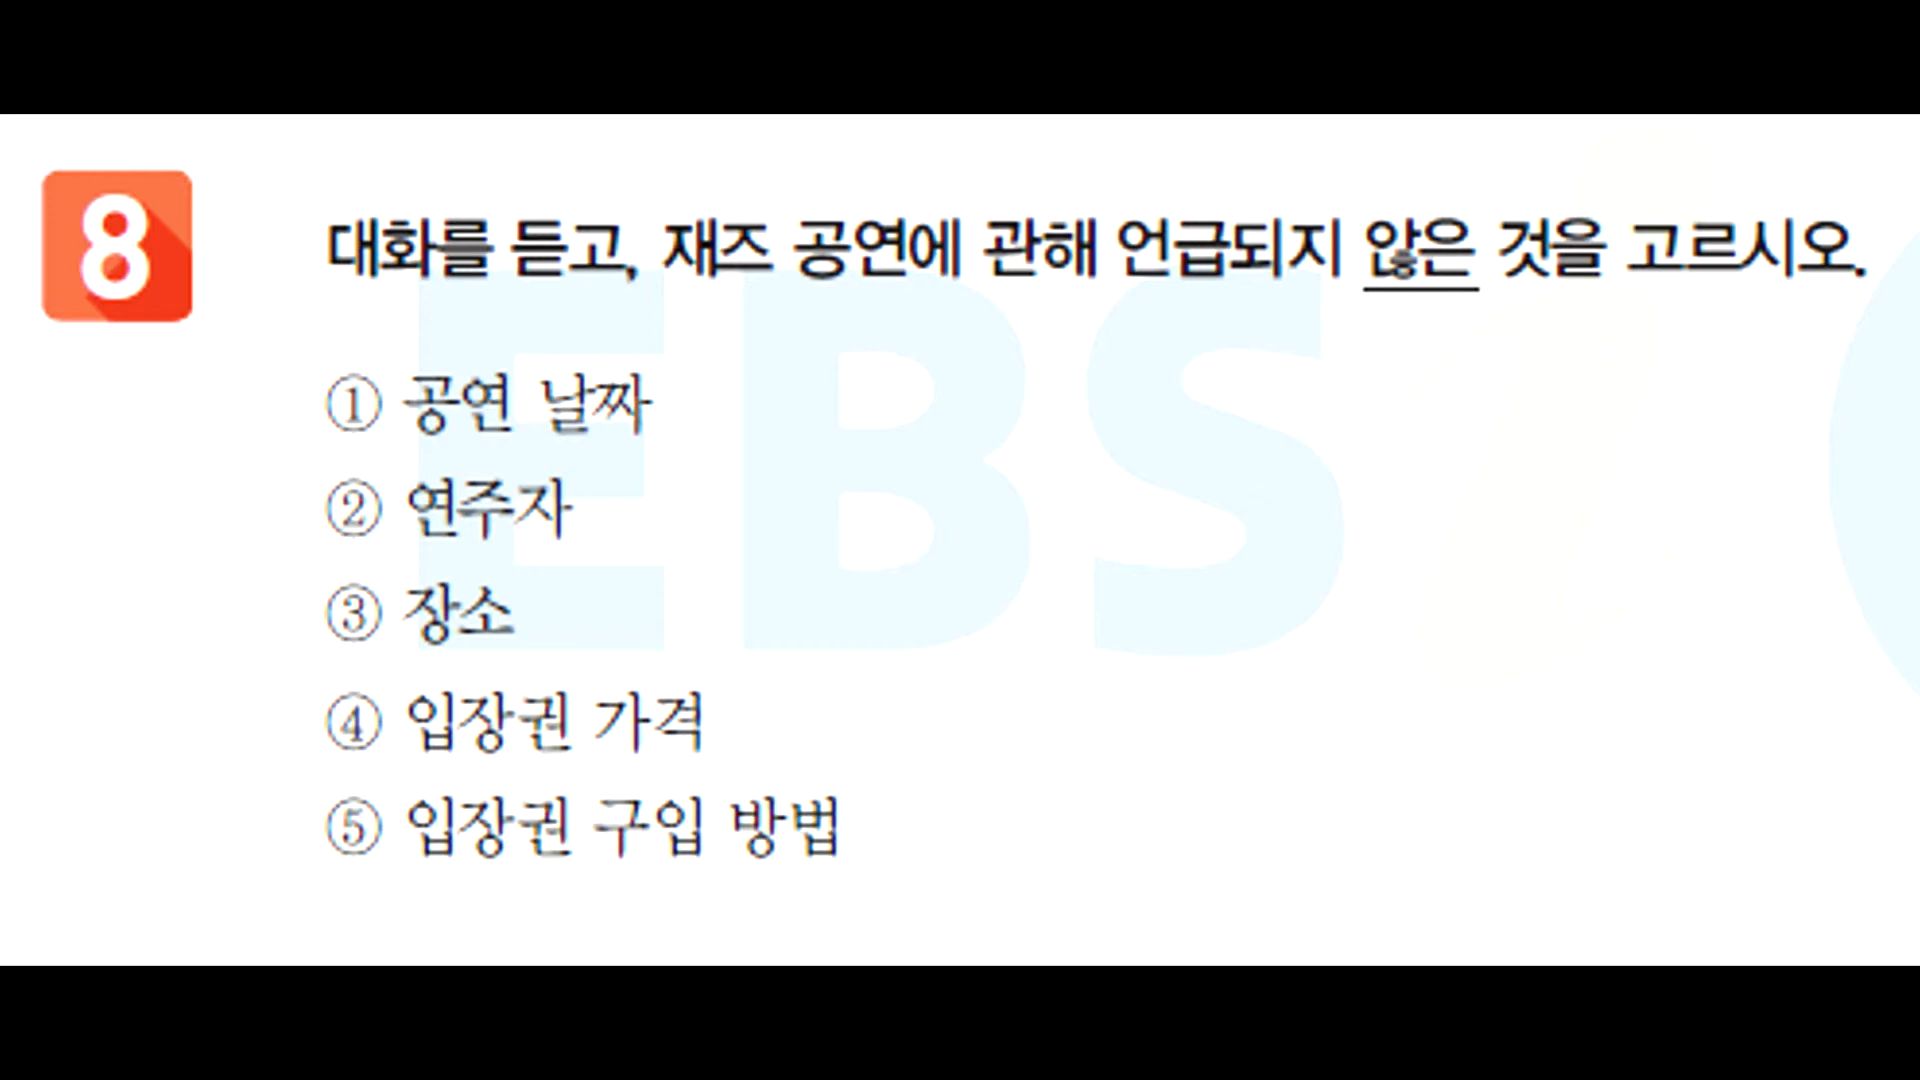 8
대화를 듣고, 재즈 공연에 관해 언급되지 않은 것을 고르시오.
① 공연 날짜
② 연주자
③ 장소
④ 입장권 가격
⑤ 입장권 구입 방법
EBS